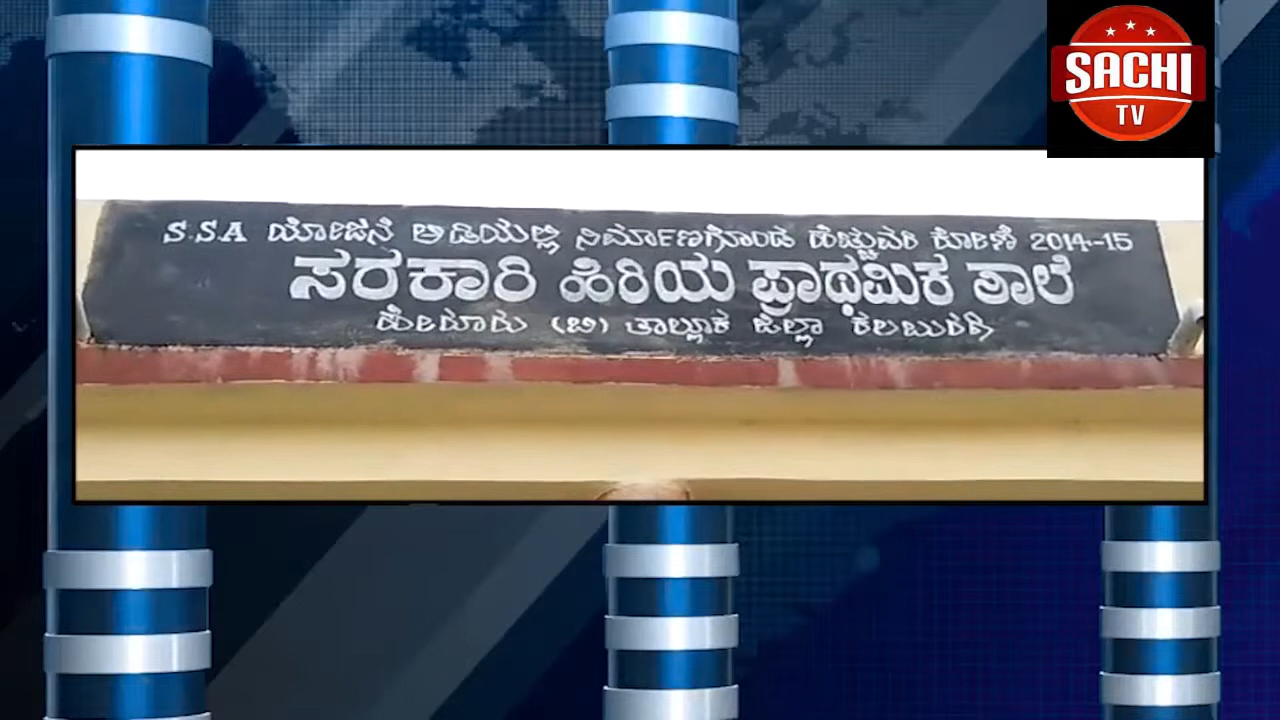 SACHI
TV
S.S.A ಯೋಜನೆ ಅಡಿಯಲ್ಲಿ ನಿರ್ಮಾಣಗೊಂಡ ಹೆಚ್ಚುವರಿ ಕೋಣೆ 2014-15
ಸರಕಾರಿ ಹಿರಿಯ ಪ್ರಾಥಮಿಕ ಶಾಲೆ
ಹೇರೂರು (ಬಿ) ತಾಲ್ಲೂಕ ಜಿಲ್ಲಾ ಕಲಬುರಗಿ